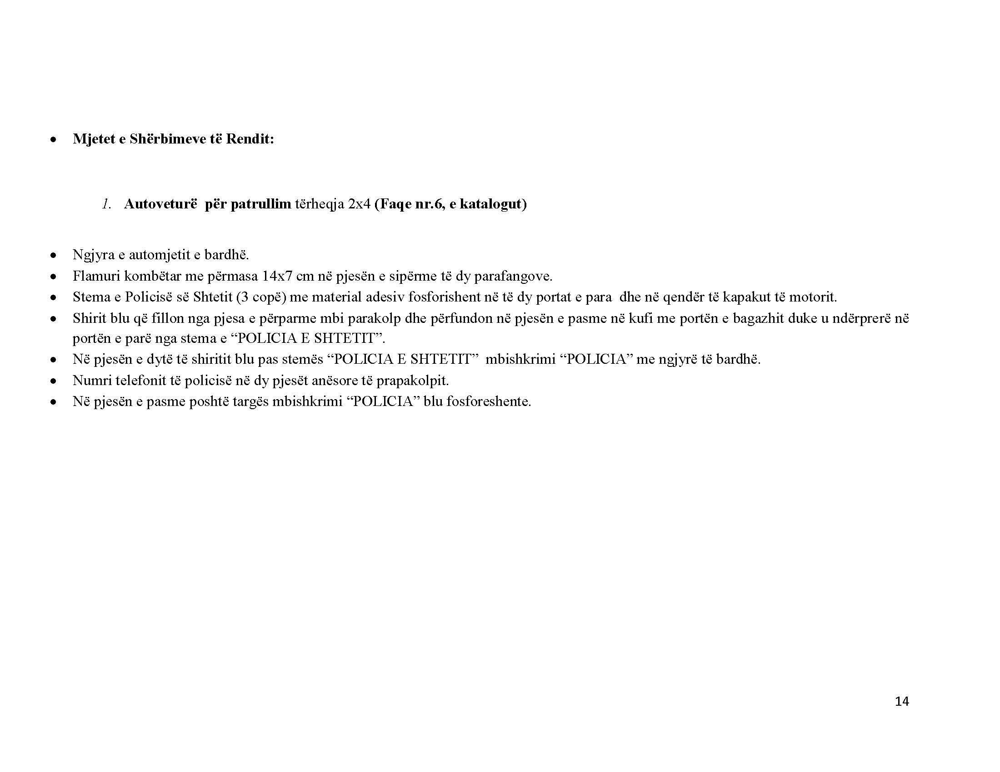 • Mjetet e Shërbimeve të Rendit:
1. Autoveturë  për patrullim tërheqja 2x4 (Faqe nr.6, e katalogut)
• Ngjyra e automjetit e bardhë.
• Flamuri kombëtar me përmasa 14x7 cm në pjesën e sipërme të dy parafangove.
• Stema e Policisë së Shtetit (3 copë) me material adesiv fosforishent në të dy portat e para  dhe në qendër të kapakut të motorit.
• Shirit blu që fillon nga pjesa e përparme mbi parakolp dhe përfundon në pjesën e pasme në kufi me portën e bagazhit duke u ndërprerë në
portën e parë nga stema e “POLICIA E SHTETIT”.
• Në pjesën e dytë të shiritit blu pas stemës “POLICIA E SHTETIT”  mbishkrimi “POLICIA” me ngjyrë të bardhë.
• Numri telefonit të policisë në dy pjesët anësore të prapakolpit.
• Në pjesën e pasme poshtë targës mbishkrimi “POLICIA” blu fosforeshente.
14